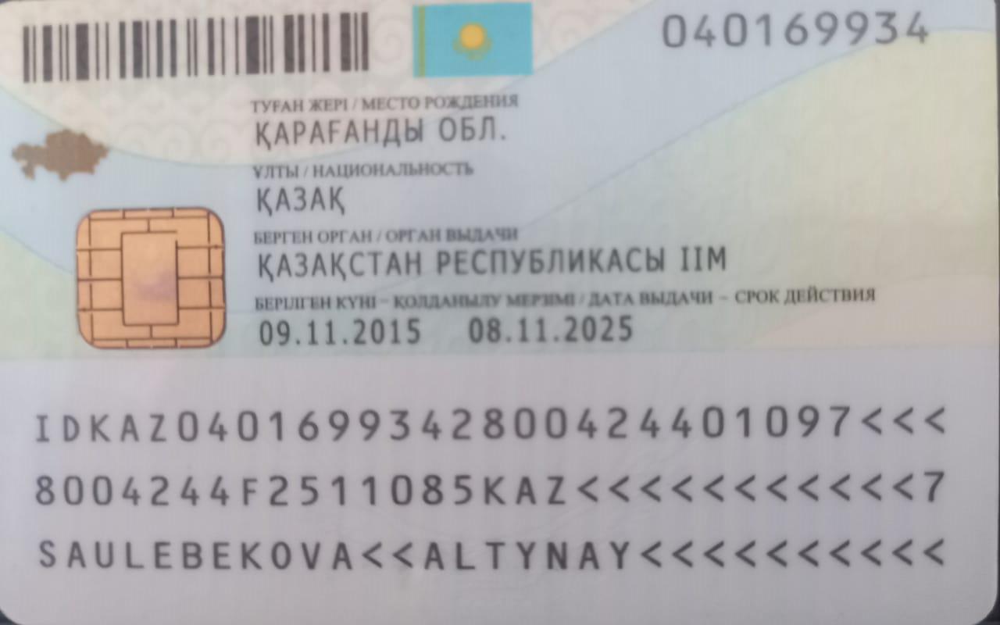 040169934
ТУҒАН ЖЕРІ / МЕСТО РОЖДЕНИЯ
ҚАРАҒАНДЫ ОБЛ.
ҰЛТЫ / НАЦИОНАЛЬНОСТЬ
ҚАЗАҚ
БЕРГЕН ОРГАН / ОРГАН ВЫДАЧИ
ҚАЗАҚСТАН РЕСПУБЛИКАСЫ ІІМ
БЕРІЛГЕН КҮНІ – ҚОЛДАНЫЛУ МЕРЗІМІ / ДАТА ВЫДАЧИ – СРОК ДЕЙСТВИЯ
09.11.2015 08.11.2025
IDKAZ0401699342800424401097<<<
8004244F2511085KAZ<<<<<<<<<<<7
SAULEBEKOVA<<ALTYNAY<<<<<<<<<<